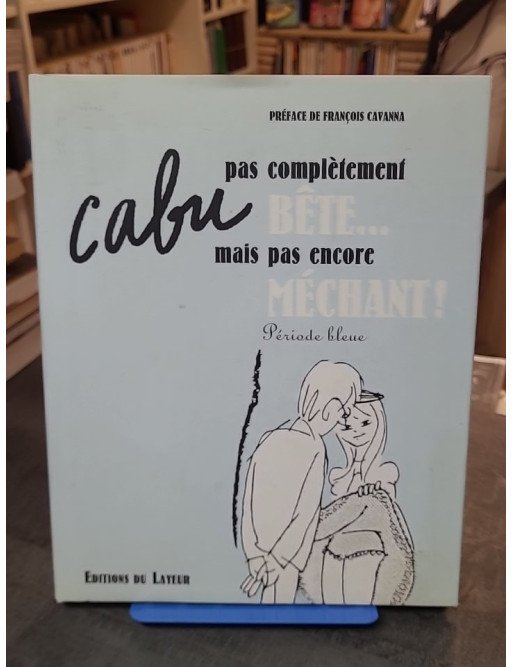 PRÉFACE DE FRANÇOIS CAVANNA
cabu
pas complètement
BÊTE...
mais pas encore
MÉCHANT!
Période bleue
EDITIONS DU LAYEUR